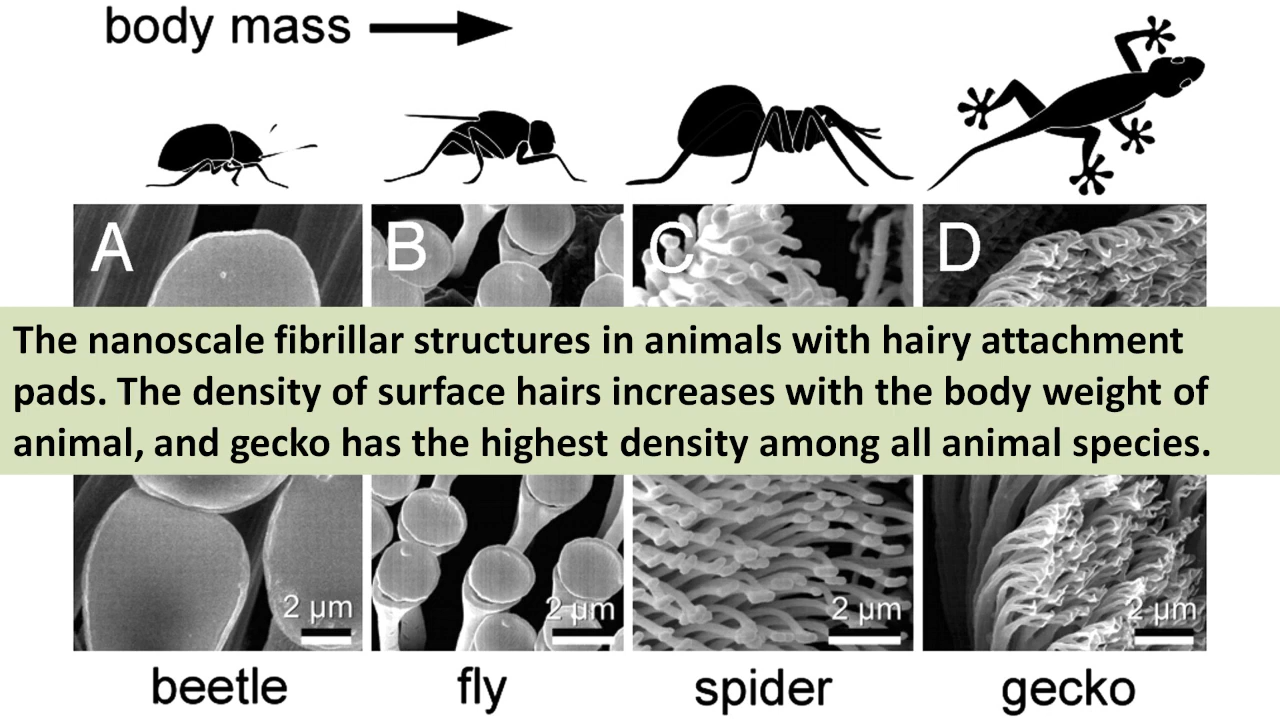 body mass
A B C D
The nanoscale fibrillar structures in animals with hairy attachment
pads. The density of surface hairs increases with the body weight of
animal, and gecko has the highest density among all animal species.
2 μm 2 μm 2 μm 2 μm
beetle fly spider gecko